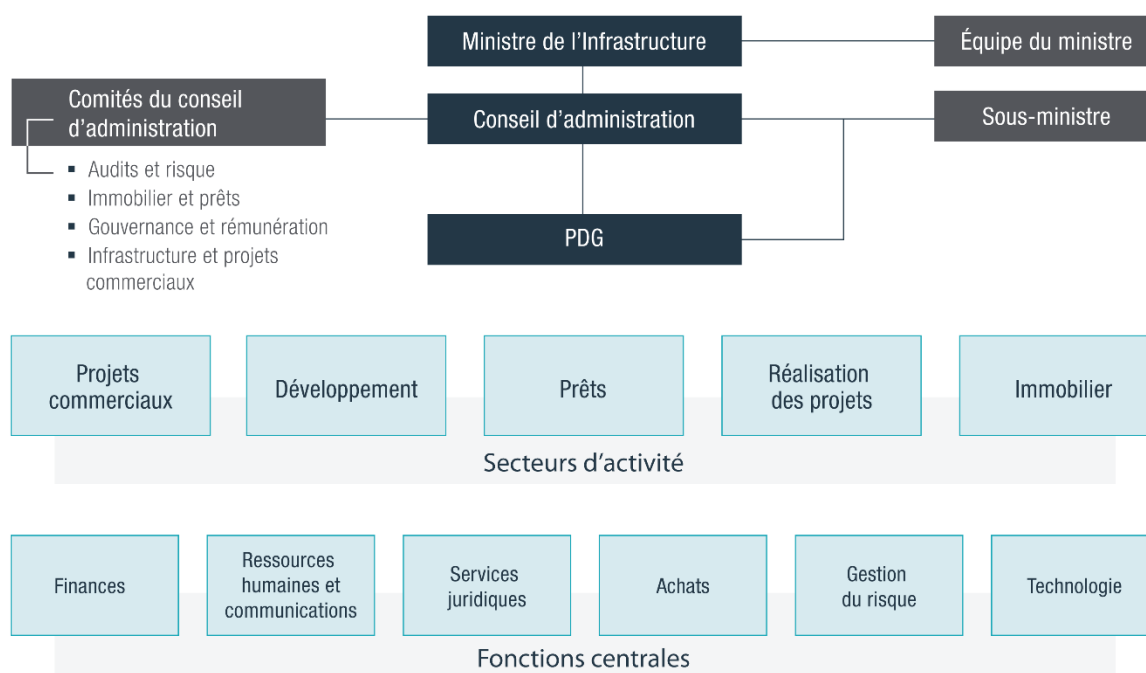 Ministre de l'Infrastructure
Équipe du ministre
Comités du conseil
d'administration
Conseil d'administration
Sous-ministre
▪ Audits et risque
▪ Immobilier et prêts
▪ Gouvernance et rémunération
▪ Infrastructure et projets
commerciaux
PDG
Projets
commerciaux
Développement
Prêts
Réalisation
des projets
Immobilier
Secteurs d'activité
Finances
Ressources
humaines et
communications
Services
juridiques
Achats
Gestion
du risque
Technologie
Fonctions centrales